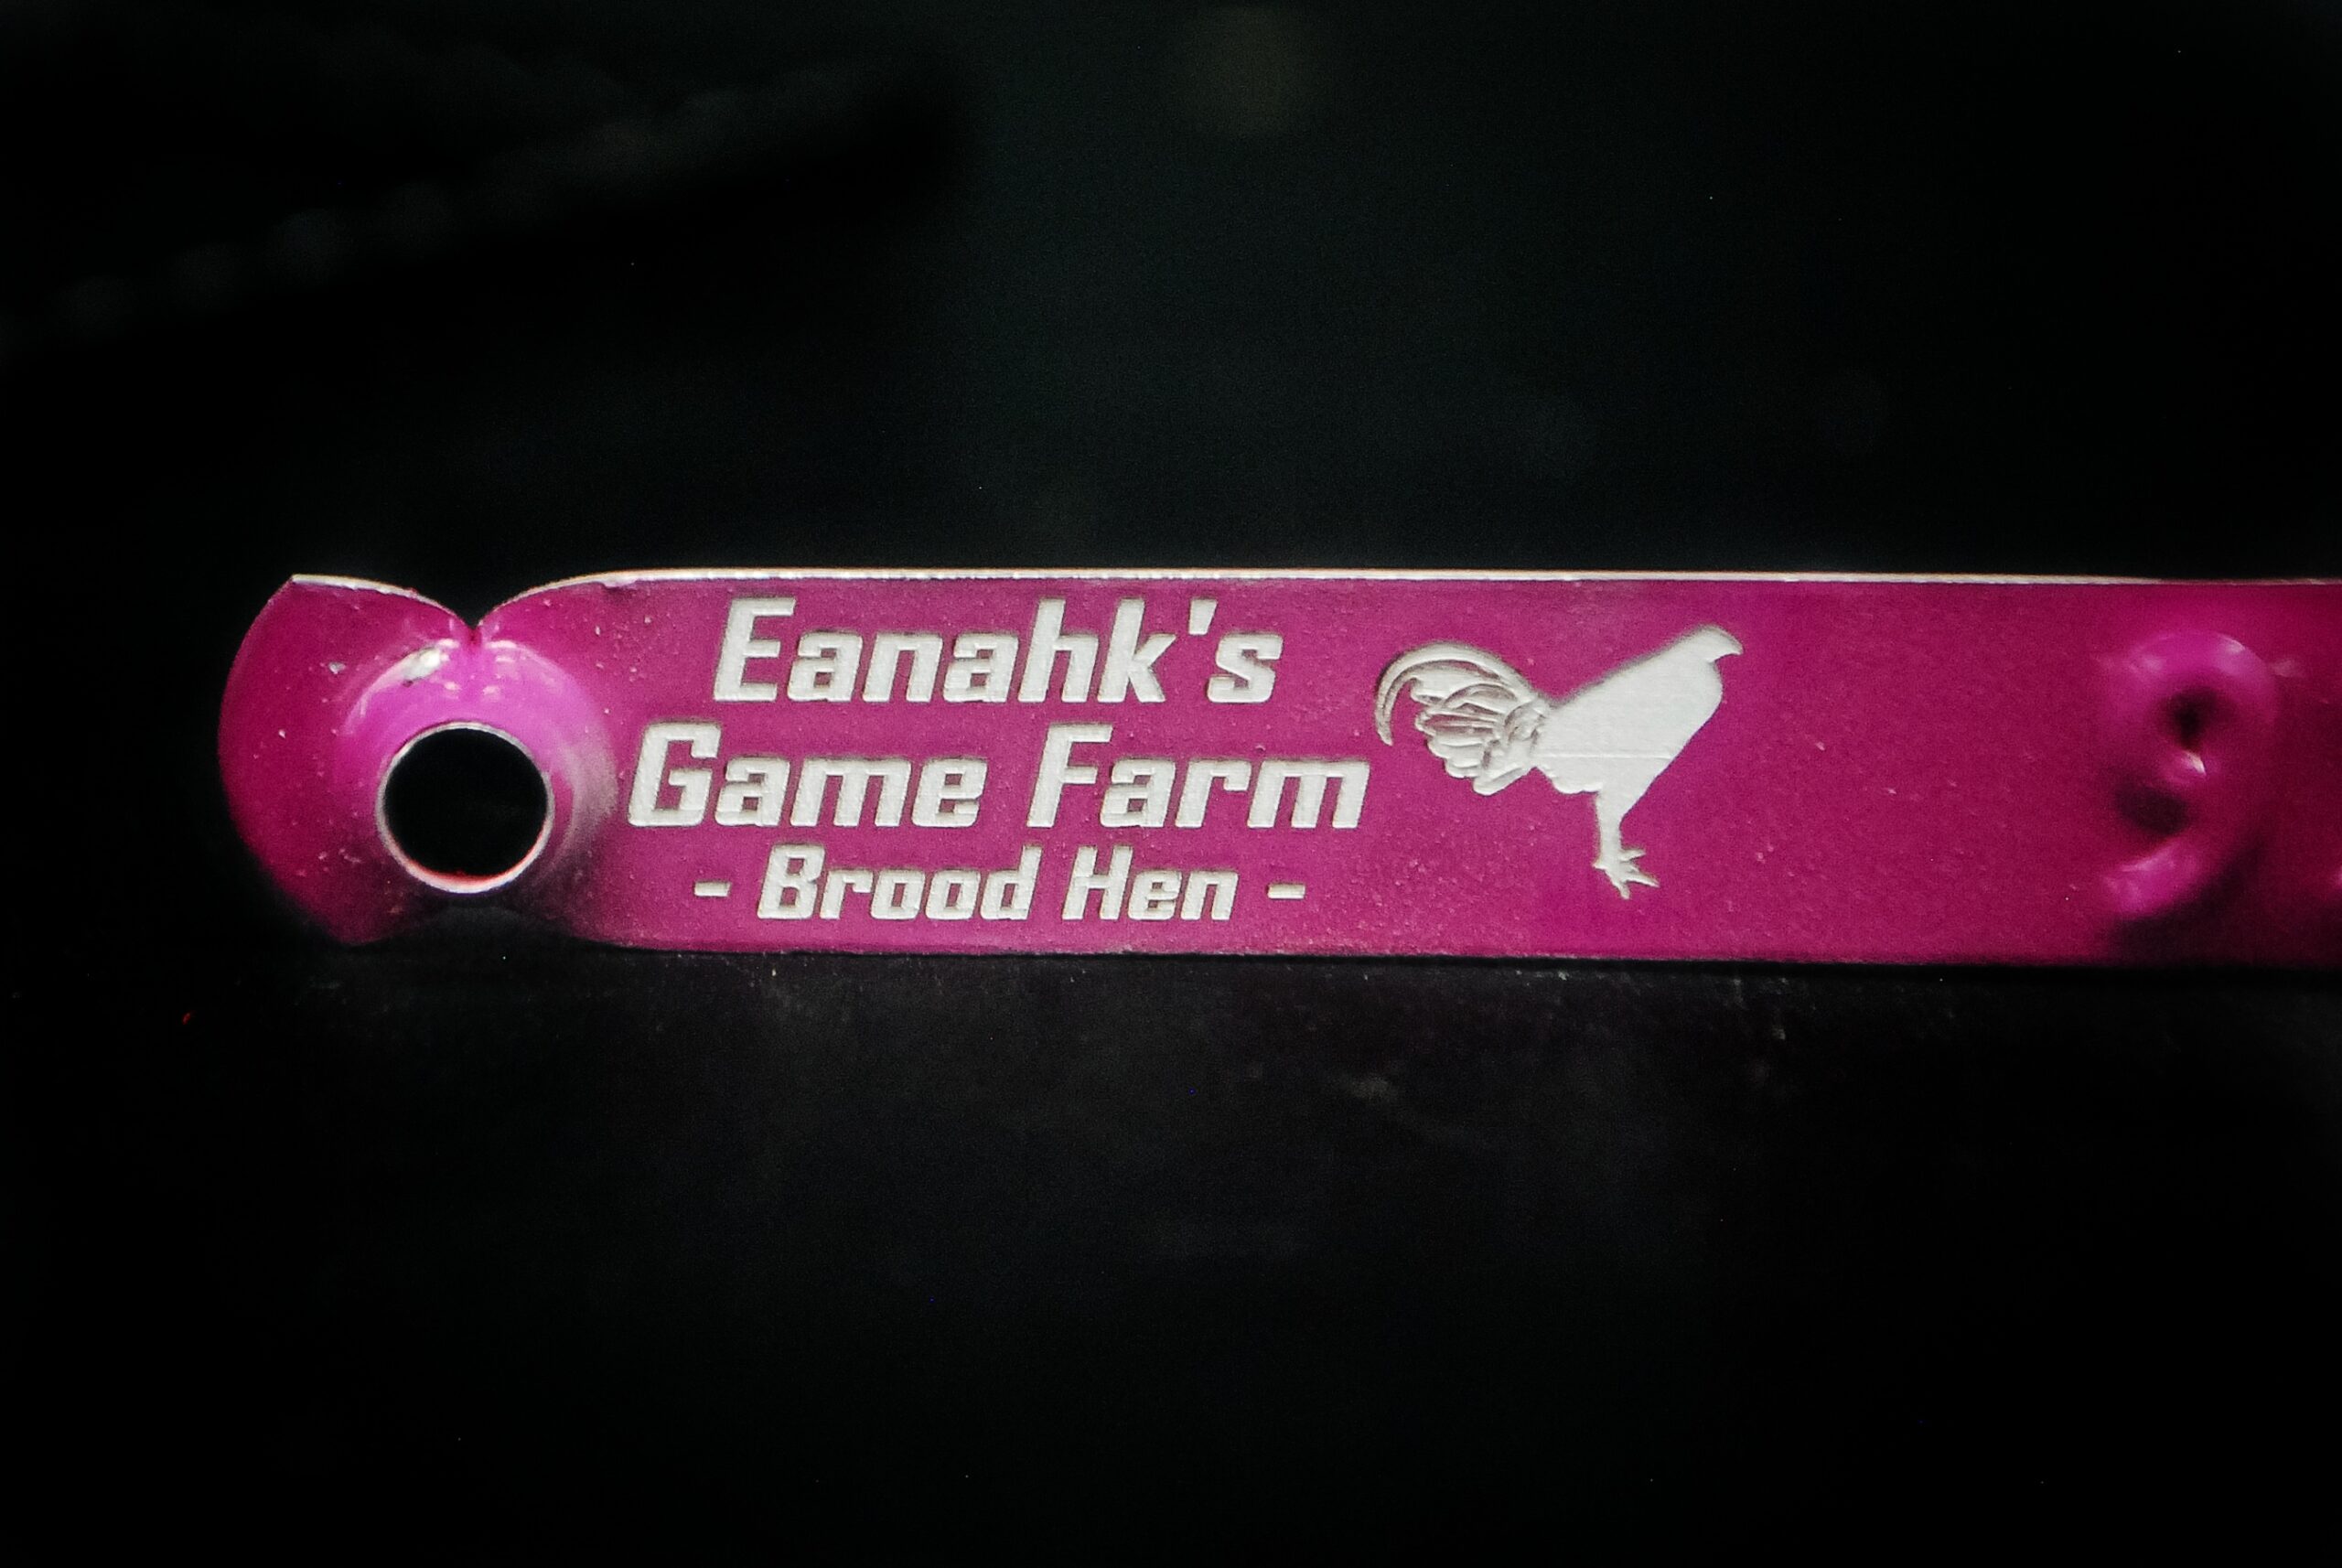 Eanahk's
Game Farm
- Brood Hen -